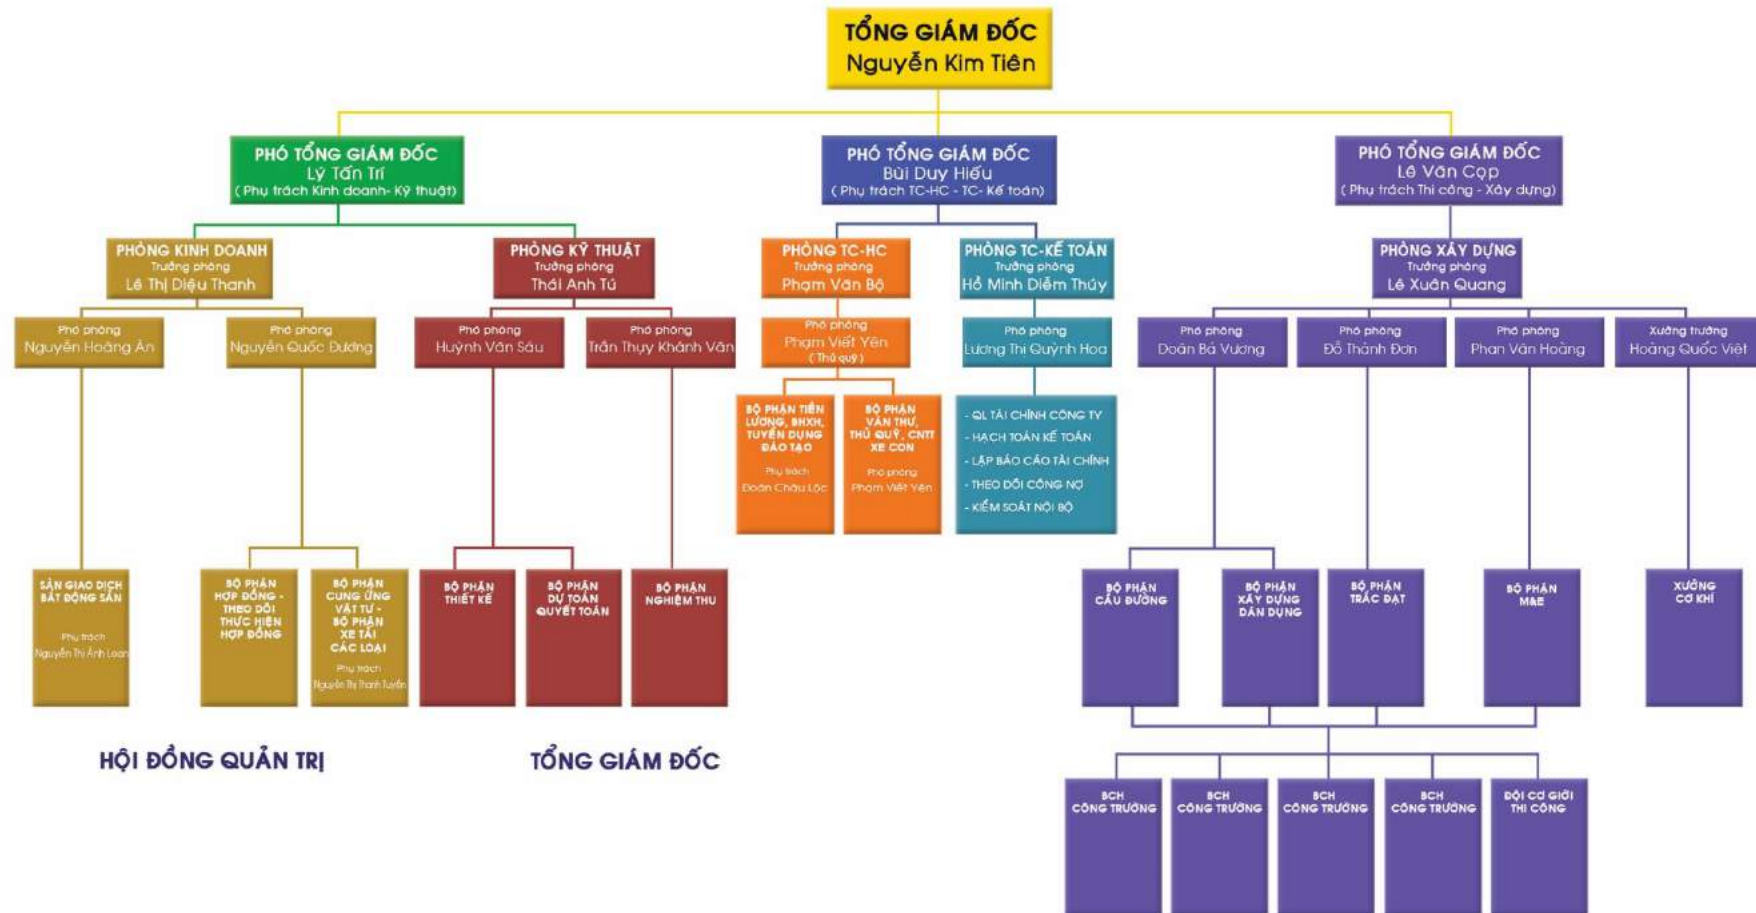 TỔNG GIÁM ĐỐC
Nguyễn Kim Tiên
PHÓ TỔNG GIÁM ĐỐC
Lý Tấn Trí
( Phụ trách Kinh doanh- Kỹ thuật)
PHÓ TỔNG GIÁM ĐỐC
Bùi Duy Hiếu
( Phụ trách TC-HC - TC- Kế toán)
PHÓ TỔNG GIÁM ĐỐC
Lê Văn Cọp
( Phụ trách Thi công - Xây dựng)
PHÒNG KINH DOANH
Trưởng phòng
Lê Thị Diệu Thanh
PHÒNG KỸ THUẬT
Trưởng phòng
Thái Anh Tú
PHÒNG TC-HC
Trưởng phòng
Phạm Văn Bộ
PHÒNG TC-KẾ TOÁN
Trưởng phòng
Hồ Minh Diễm Thúy
PHÒNG XÂY DỰNG
Trưởng phòng
Lê Xuân Quang
Phó phòng
Nguyễn Hoàng Ân
Phó phòng
Nguyễn Quốc Dương
Phó phòng
Huỳnh Văn Sáu
Phó phòng
Trần Thụy Khánh Vân
Phó phòng
Phạm Viết Yên
( Thủ quỹ )
Phó phòng
Lương Thị Quỳnh Hoa
Phó phòng
Doãn Bá Vương
Phó phòng
Đỗ Thành Đơn
Phó phòng
Phan Văn Hoàng
Xưởng trưởng
Hoàng Quốc Việt
BỘ PHẬN TIỀN
LƯƠNG, BHXH,
TUYỂN DỤNG
ĐÀO TẠO
Phụ trách
Đoàn Châu Lộc
BỘ PHẬN
VĂN THƯ,
THỦ QUỸ, CNTT
XE CON
Phó phòng
Phạm Viết Yên
- QL TÀI CHÍNH CÔNG TY
- HẠCH TOÁN KẾ TOÁN
- LẬP BÁO CÁO TÀI CHÍNH
- THEO DÕI CÔNG NỢ
- KIỂM SOÁT NỘI BỘ
SÀN GIAO DỊCH
BẤT ĐỘNG SẢN
Phụ trách
Nguyễn Thị Ánh Loan
BỘ PHẬN
HỢP ĐỒNG -
THEO DÕI
THỰC HIỆN
HỢP ĐỒNG
BỘ PHẬN
CUNG ỨNG
VẬT TƯ -
BỘ PHẬN
XE TẢI
CÁC LOẠI
Phụ trách
Nguyễn Thị Thanh Tuyền
BỘ PHẬN
THIẾT KẾ
BỘ PHẬN
DỰ TOÁN
QUYẾT TOÁN
BỘ PHẬN
NGHIỆM THU
BỘ PHẬN
CẦU ĐƯỜNG
BỘ PHẬN
XÂY DỰNG
DÂN DỤNG
BỘ PHẬN
TRẮC ĐẠT
BỘ PHẬN
M&E
XƯỞNG
CƠ KHÍ
HỘI ĐỒNG QUẢN TRỊ
TỔNG GIÁM ĐỐC
BCH
CÔNG TRƯỜNG
BCH
CÔNG TRƯỜNG
BCH
CÔNG TRƯỜNG
BCH
CÔNG TRƯỜNG
ĐỘI CƠ GIỚI
THI CÔNG